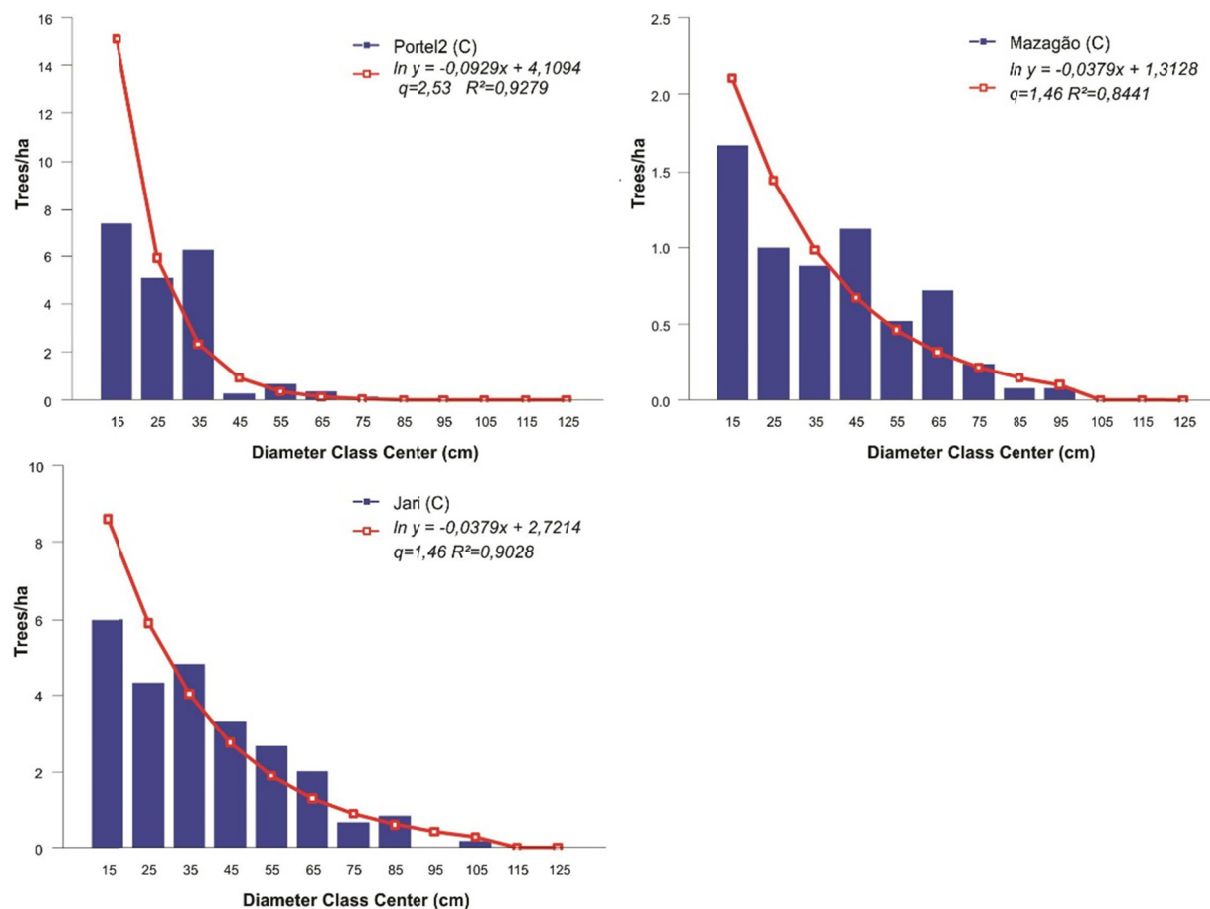 16
14
12
10
8
6
4
2
0
Trees/ha
Portel2 (C)
ln y = -0,0929x + 4,1094
q=2,53 R²=0,9279
15 25 35 45 55 65 75 85 95 105 115 125
Diameter Class Center (cm)
2.5
2.0
1.5
1.0
0.5
0.0
Trees/ha
Mazagão (C)
ln y = -0,0379x + 1,3128
q=1,46 R²=0,8441
15 25 35 45 55 65 75 85 95 105 115 125
Diameter Class Center (cm)
10
8
6
4
2
0
Trees/ha
Jari (C)
ln y = -0,0379x + 2,7214
q=1,46 R²=0,9028
15 25 35 45 55 65 75 85 95 105 115 125
Diameter Class Center (cm)